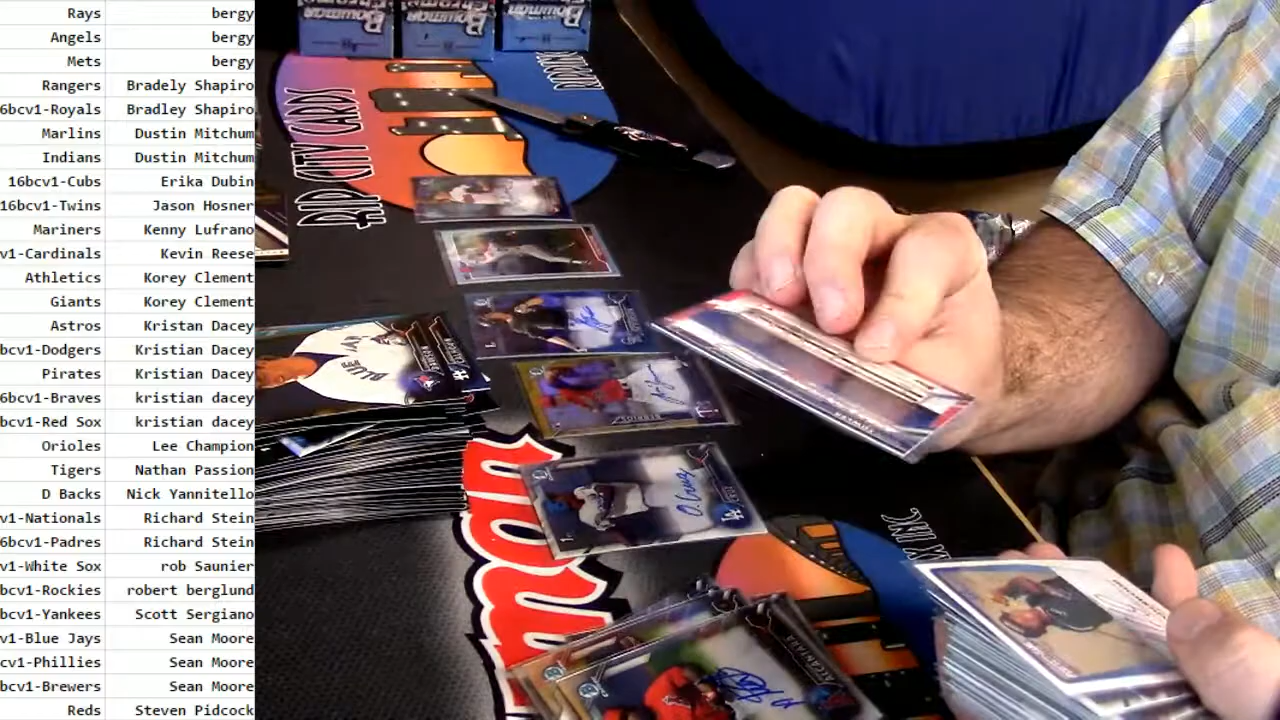 Rays bergy
Angels bergy
Mets bergy
Rangers Bradely Shapiro
6bcv1-Royals Bradley Shapiro
Marlins Dustin Mitchum
Indians Dustin Mitchum
16bcv1-Cubs Erika Dubin
16bcv1-Twins Jason Hosner
Mariners Kenny Lufrano
v1-Cardinals Kevin Reese
Athletics Korey Clement
Giants Korey Clement
Astros Kristan Dacey
bcv1-Dodgers Kristian Dacey
Pirates Kristian Dacey
6bcv1-Braves kristian dacey
bcv1-Red Sox kristian dacey
Orioles Lee Champion
Tigers Nathan Passion
D Backs Nick Yannitello
v1-Nationals Richard Stein
6bcv1-Padres Richard Stein
v1-White Sox rob Saunier
bcv1-Rockies robert berglund
bcv1-Yankees Scott Sergiano
v1-Blue Jays Sean Moore
cv1-Phillies Sean Moore
bcv1-Brewers Sean Moore
Reds Steven Pidcock
Bowman
Bowman
Bowman
RIP CITY CARDS
BLUE JA
BERRIOS
LA
ALCANTARA